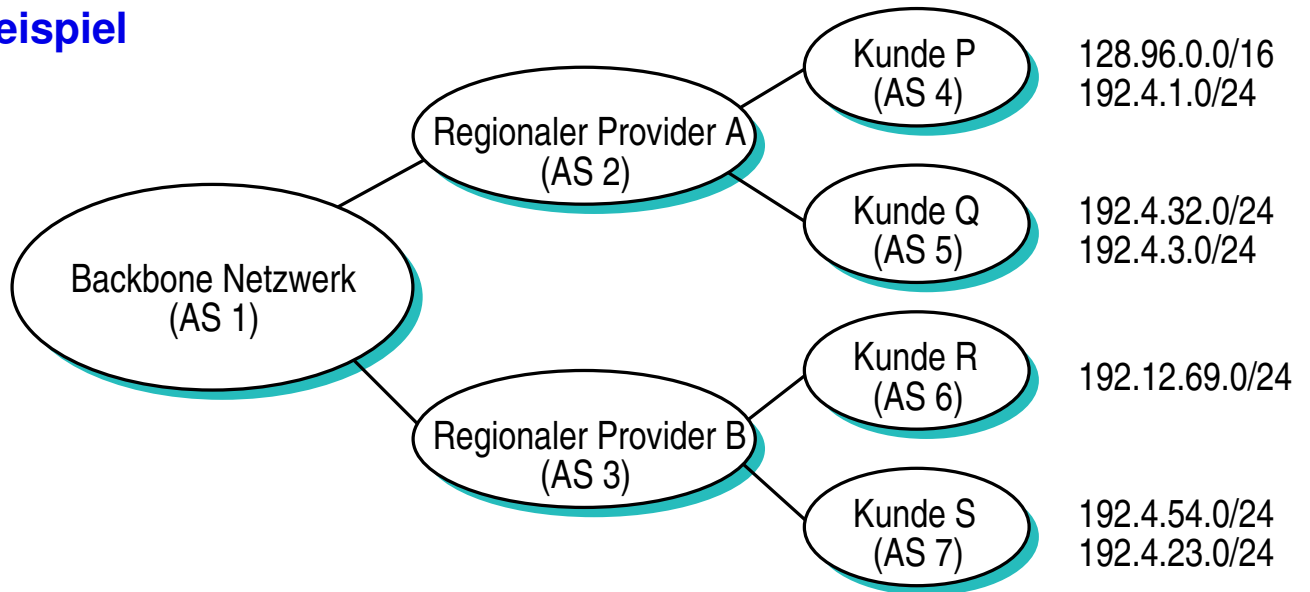 eispiel
Kunde P
(AS 4)
128.96.0.0/16
192.4.1.0/24
Regionaler Provider A
(AS 2)
Kunde Q
(AS 5)
192.4.32.0/24
192.4.3.0/24
Backbone Netzwerk
(AS 1)
Kunde R
(AS 6)
192.12.69.0/24
Regionaler Provider B
(AS 3)
Kunde S
(AS 7)
192.4.54.0/24
192.4.23.0/24